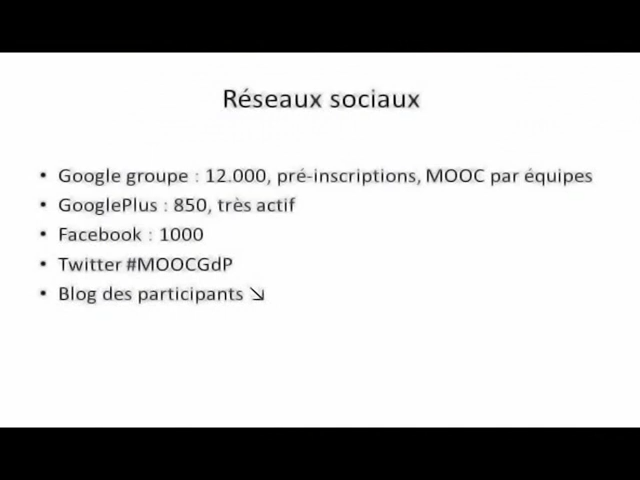 Réseaux sociaux
• Google groupe : 12.000, pré-inscriptions, MOOC par équipes
• GooglePlus : 850, très actif
• Facebook : 1000
• Twitter #MOOCGdP
• Blog des participants ↘